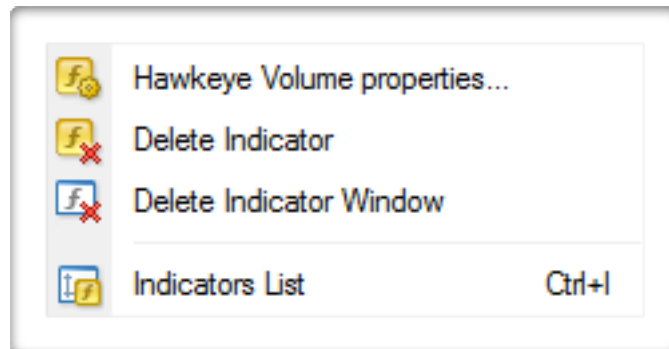 Hawkeye Volume properties...
Delete Indicator
Delete Indicator Window
Indicators List Ctrl+I